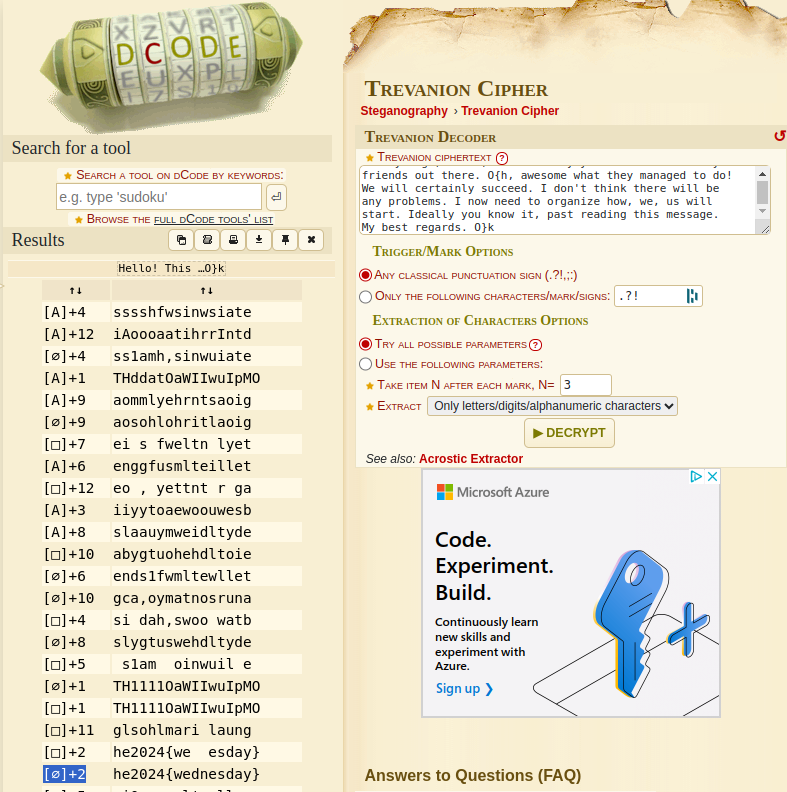 X Z V R T
D C O D E
E U X P L
Search for a tool
★ Search a tool on dCode by keywords:
e.g. type 'sudoku'
★ Browse the full dCode tools' list
Results
Hello! This …O}k
↑↓ ↑↓
[A]+4 sssshfwsinwsiate
[A]+12 iAoooaatihrrIntd
[∅]+4 ss1amh,sinwuiate
[A]+1 THddatOaWIIwuIpMO
[A]+9 aommlyehrntsaoig
[∅]+9 aosohlohritlaoig
[□]+7 ei s fweltn lyet
[A]+6 enggfusmlteillet
[□]+12 eo , yettnt r ga
[A]+3 iiyytoaewoouwesb
[A]+8 slaauymweidltyde
[□]+10 abygtuohehdltoie
[∅]+6 ends1fwmltewllet
[∅]+10 gca,oymatnosruna
[□]+4 si dah,swoo watb
[∅]+8 slygtuswehdltyde
[□]+5  s1am  oinwuil e
[∅]+1 TH1111OaWIIwuIpMO
[□]+1 TH1111OaWIIwuIpMO
[□]+11 glsohlmari laung
[□]+2 he2024{we  esday}
[∅]+2 he2024{wednesday}
Trevanion Cipher
Steganography › Trevanion Cipher
Trevanion Decoder
★ Trevanion ciphertext ?
friends out there. O{h, awesome what they managed to do!
We will certainly succeed. I don't think there will be
any problems. I now need to organize how, we, us will
start. Ideally you know it, past reading this message.
My best regards. O}k
Trigger/Mark Options
Any classical punctuation sign (.?!,;:)
Only the following characters/mark/signs: .?!
Extraction of Characters Options
Try all possible parameters ?
Use the following parameters:
★ Take item N after each mark, N= 3
★ Extract Only letters/digits/alphanumeric characters
▶ DECRYPT
See also: Acrostic Extractor
Microsoft Azure
Code.
Experiment.
Build.
Continuously learn
new skills and
experiment with
Azure.
Sign up ❯
Answers to Questions (FAQ)